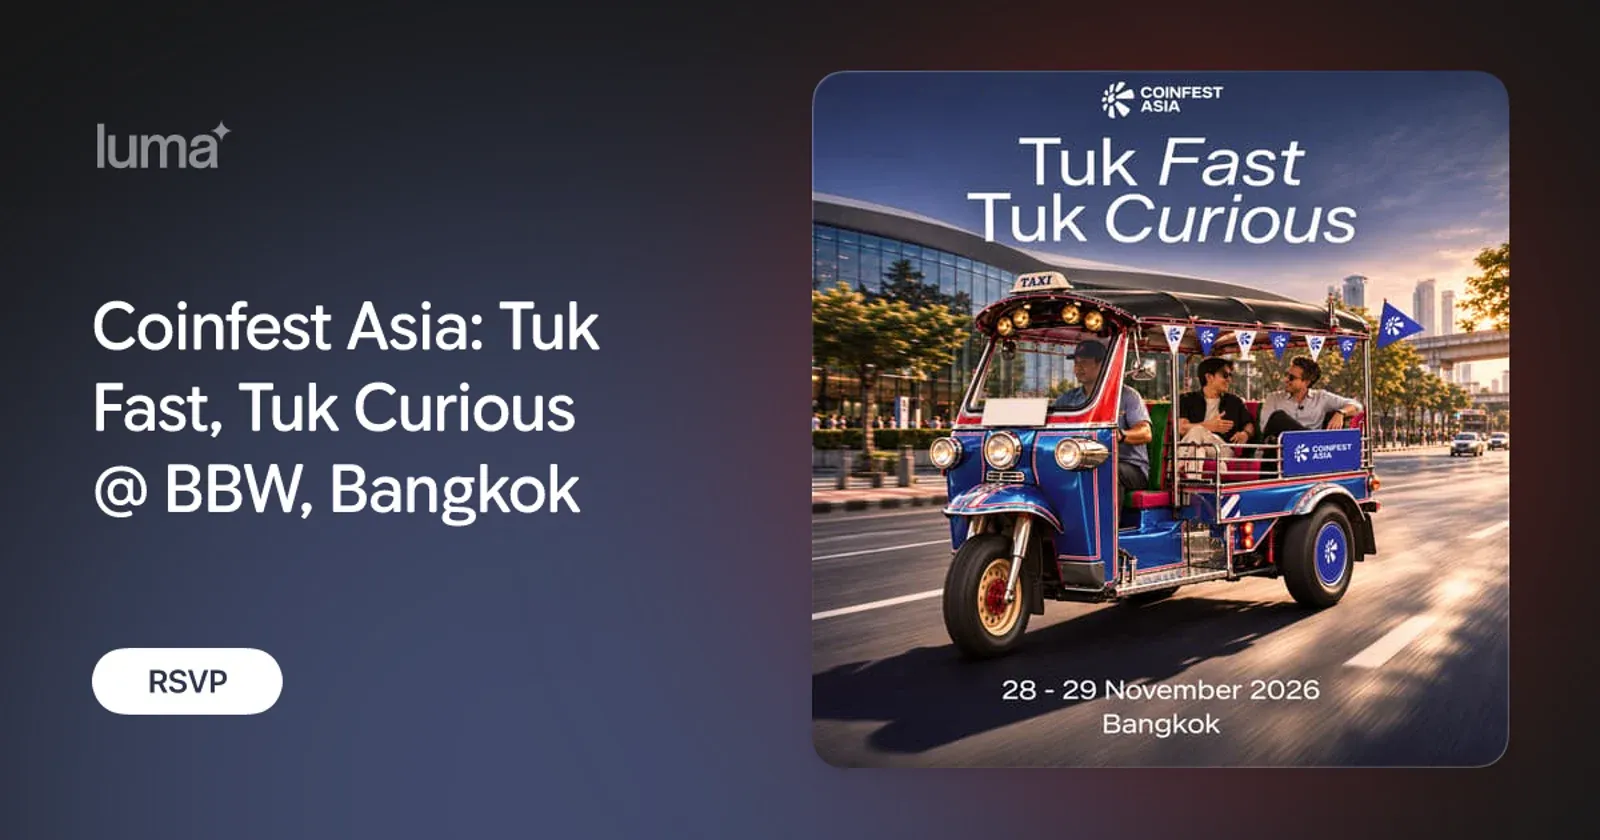 luma
Coinfest Asia: Tuk
Fast, Tuk Curious
@ BBW, Bangkok
RSVP
COINFEST
ASIA
Tuk Fast
Tuk Curious
TAXI
COINFEST
ASIA
28 - 29 November 2026
Bangkok